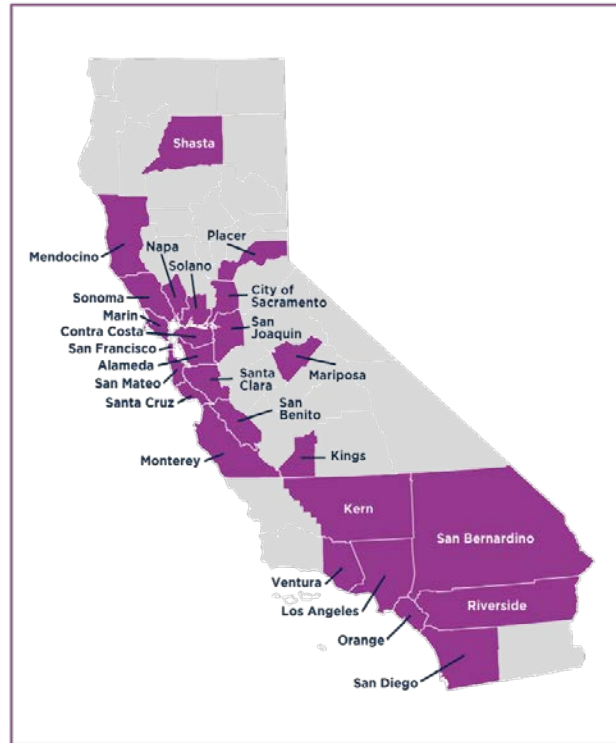 Shasta
Placer
Napa
Mendocino
Solano
Sonoma
City of
Sacramento
Marin
Contra Costa
San
Joaquin
San Francisco
Alameda
Santa
Clara
Mariposa
San Mateo
Santa Cruz
San
Benito
Monterey
Kings
Kern
San Bernardino
Ventura
Los Angeles
Riverside
Orange
San Diego